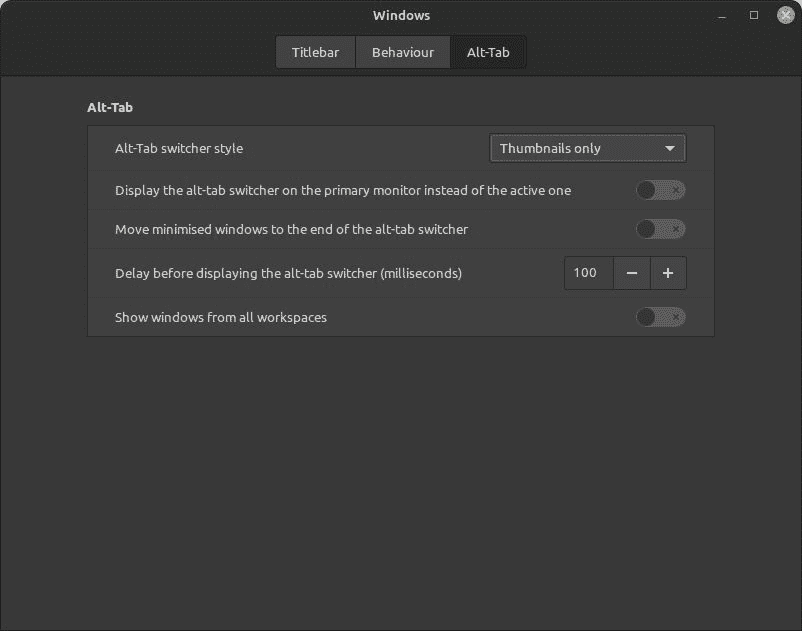 Windows
Titlebar Behaviour Alt-Tab
Alt-Tab
Alt-Tab switcher style Thumbnails only
Display the alt-tab switcher on the primary monitor instead of the active one
Move minimised windows to the end of the alt-tab switcher
Delay before displaying the alt-tab switcher (milliseconds) 100
Show windows from all workspaces